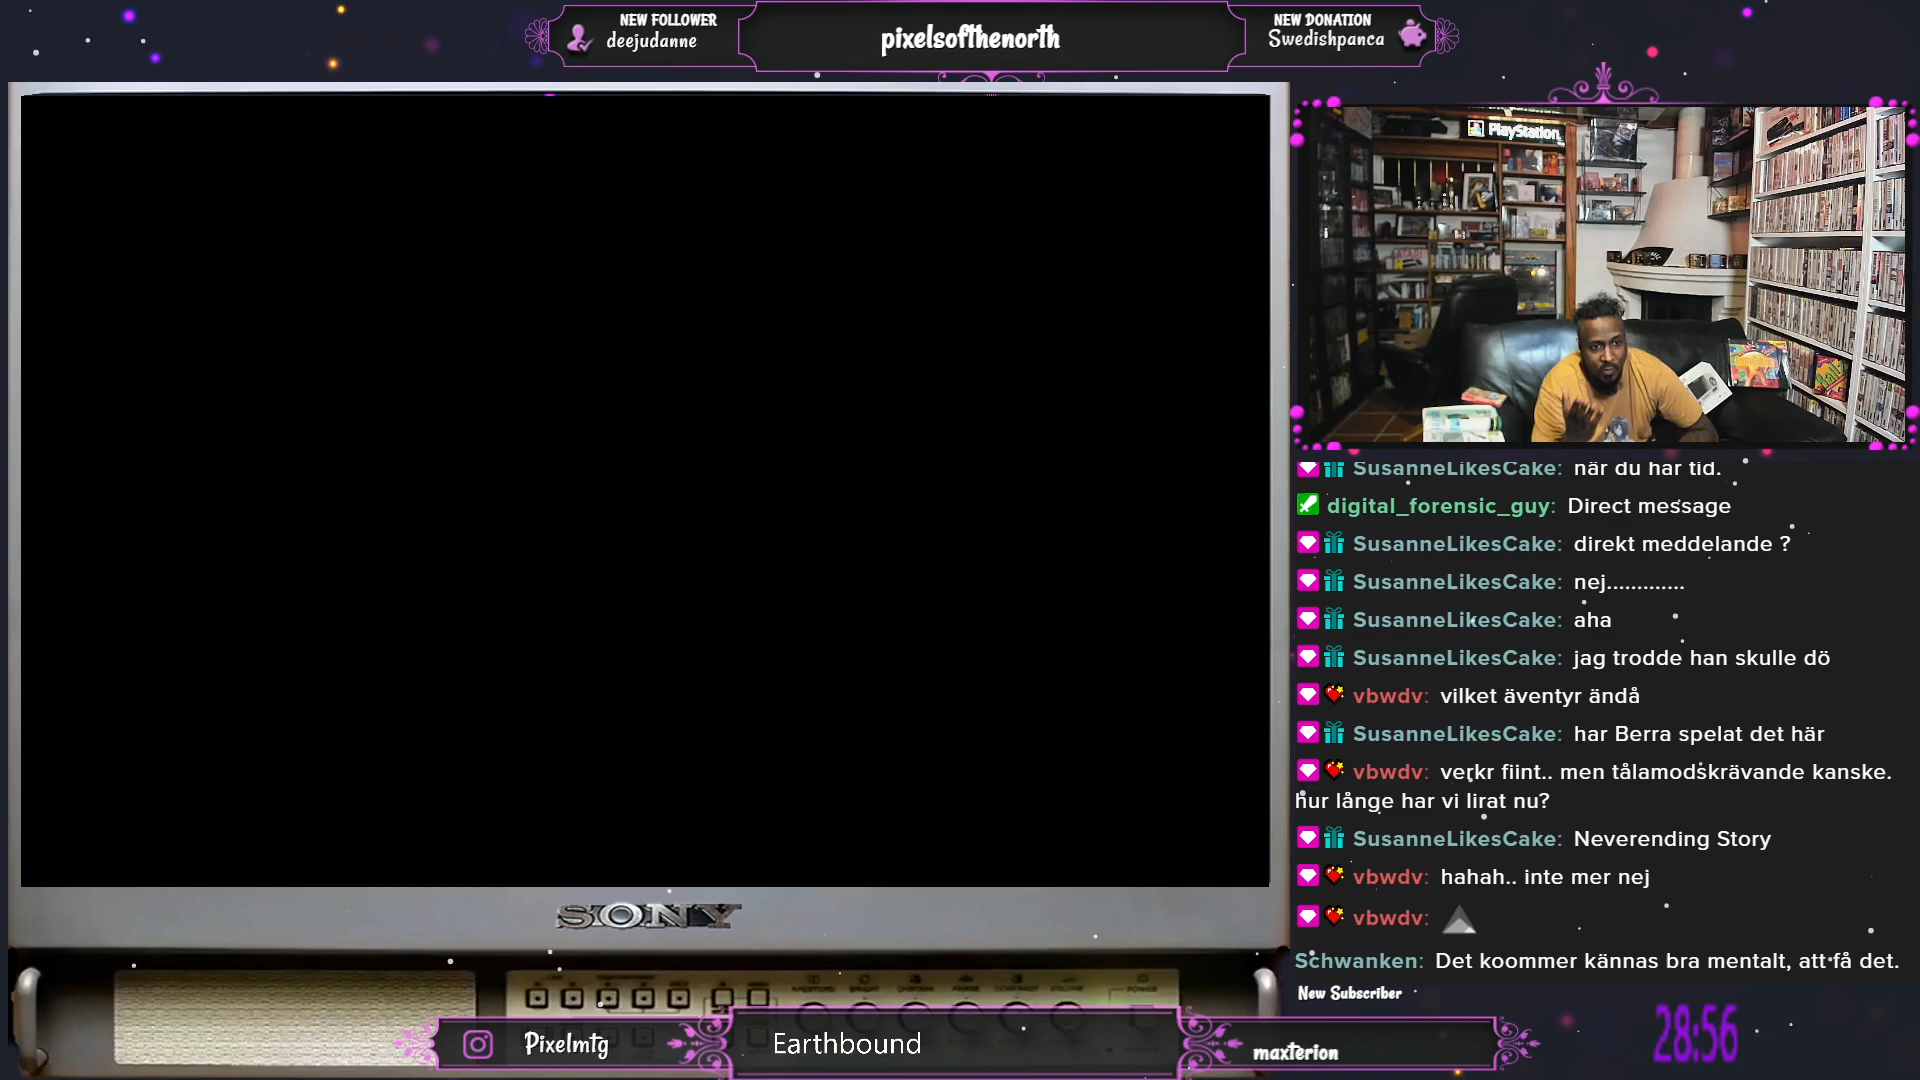 NEW FOLLOWER
deejudanne
pixelsofthenorth
NEW DONATION
Swedishpanca
PlayStation
SusanneLikesCake: när du har tid.
digital_forensic_guy: Direct message
SusanneLikesCake: direkt meddelande ?
SusanneLikesCake: nej.............
SusanneLikesCake: aha
SusanneLikesCake: jag trodde han skulle dö
vbwdv: vilket äventyr ändå
SusanneLikesCake: har Berra spelat det här
vbwdv: verkr fiint.. men tålamodskrävande kanske.
hur långe har vi lirat nu?
SusanneLikesCake: Neverending Story
vbwdv: hahah.. inte mer nej
vbwdv:
Schwanken: Det koommer kännas bra mentalt, att få det.
New Subscriber
SONY
Pixelmtg
Earthbound
maxterion
28:56